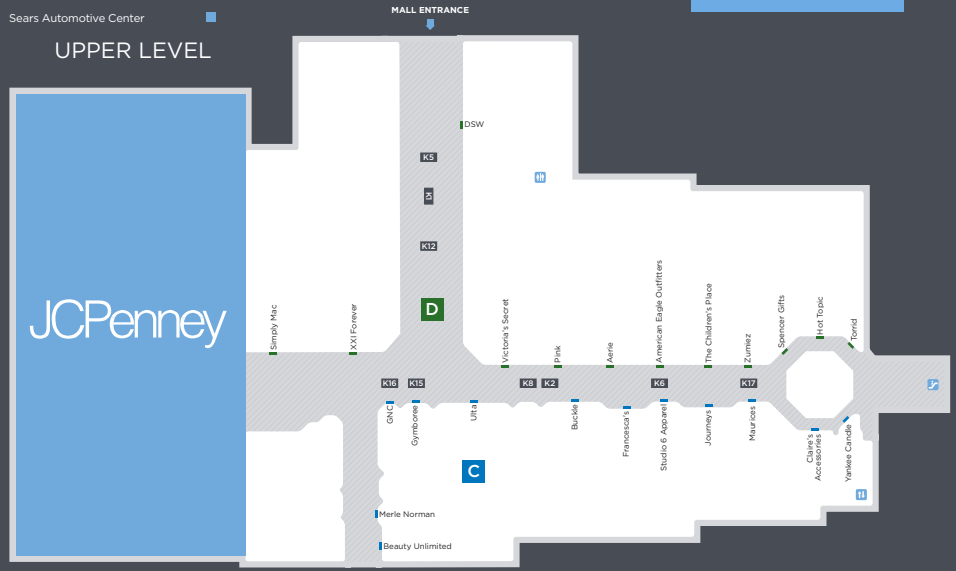 Sears Automotive Center
MALL ENTRANCE
UPPER LEVEL
DSW
K5
K1
K12
D
JCPenney
Simply Mac
XXI Forever
Victoria's Secret
Pink
Aerie
American Eagle Outfitters
The Children's Place
Zumiez
Spencer Gifts
Hot Topic
Torrid
K16
K15
K8
K2
K6
K17
GNC
Gymboree
Ulta
Buckle
Francesca's
Studio 6 Apparel
Journeys
Maurices
Claire's
Accessories
Yankee Candle
C
Merle Norman
Beauty Unlimited